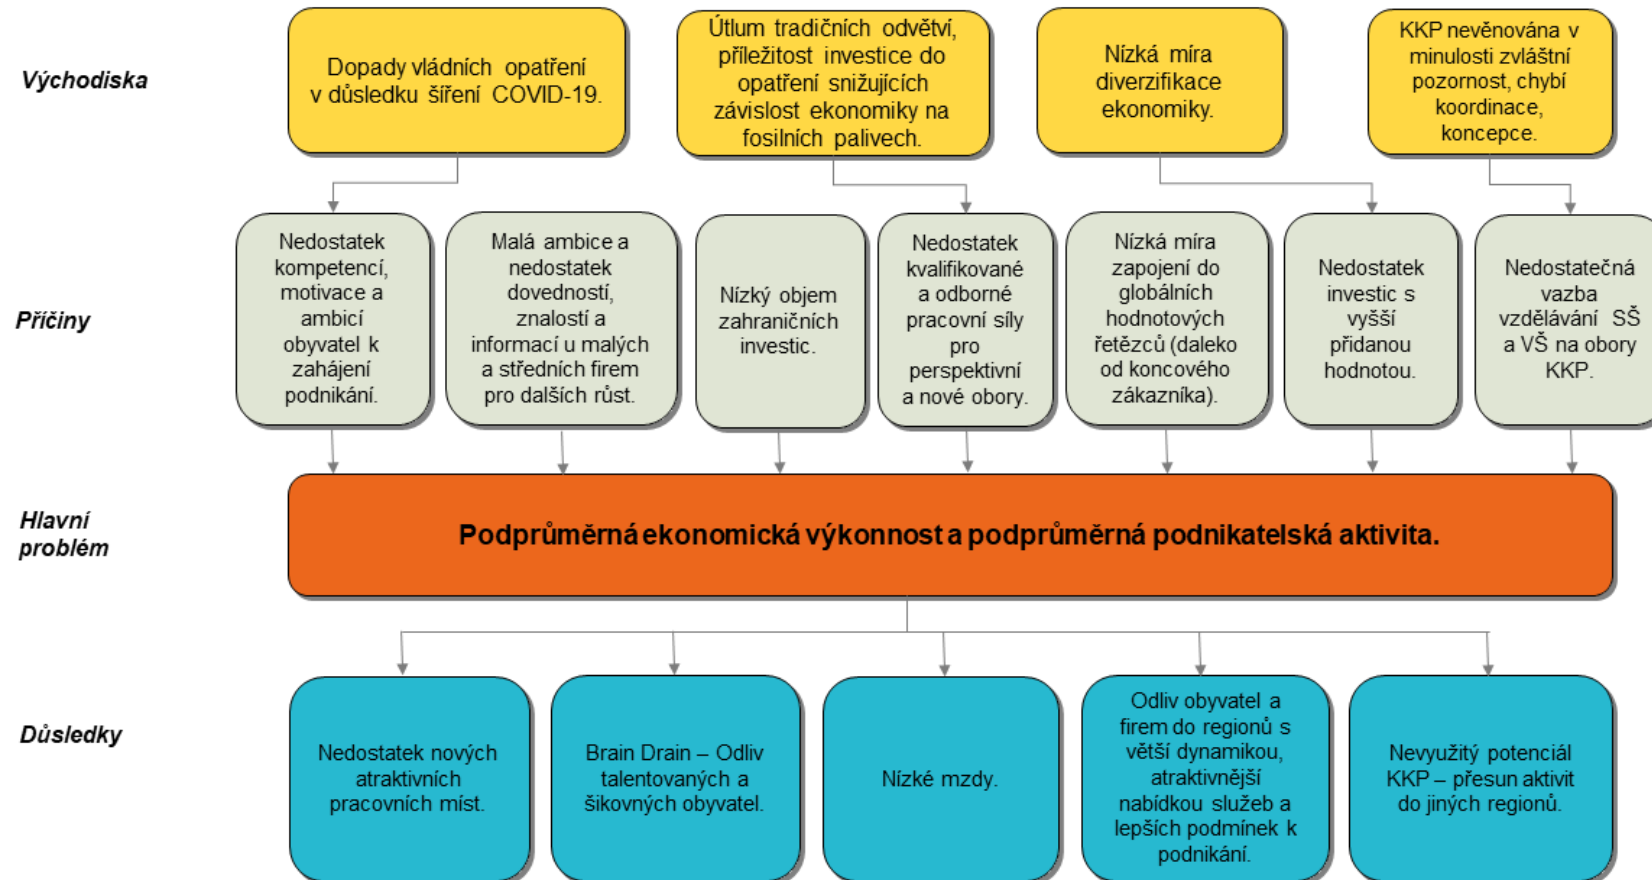 Východiska
Dopady vládních opatření
v důsledku šíření COVID-19.
Útlum tradičních odvětví,
příležitost investice do
opatření snižujících
závislost ekonomiky na
fosilních palivech.
Nízká míra
diverzifikace
ekonomiky.
KKP nevěnována v
minulosti zvláštní
pozornost, chybí
koordinace,
koncepce.
Příčiny
Nedostatek
kompetencí,
motivace a
ambicí
obyvatel k
zahájení
podnikání.
Malá ambice a
nedostatek
dovedností,
znalostí a
informací u malých
a středních firem
pro dalších růst.
Nízký objem
zahraničních
investic.
Nedostatek
kvalifikované
a odborné
pracovní síly
pro
perspektivní
a nové obory.
Nízká míra
zapojení do
globálních
hodnotových
řetězců (daleko
od koncového
zákazníka).
Nedostatek
investic s
vyšší
přidanou
hodnotou.
Nedostatečná
vazba
vzdělávání SŠ
a VŠ na obory
KKP.
Hlavní
problém
Podprůměrná ekonomická výkonnost a podprůměrná podnikatelská aktivita.
Důsledky
Nedostatek nových
atraktivních
pracovních míst.
Brain Drain – Odliv
talentovaných a
šikovných obyvatel.
Nízké mzdy.
Odliv obyvatel a
firem do regionů s
větší dynamikou,
atraktivnější
nabídkou služeb a
lepších podmínek k
podnikání.
Nevyužitý potenciál
KKP – přesun aktivit
do jiných regionů.